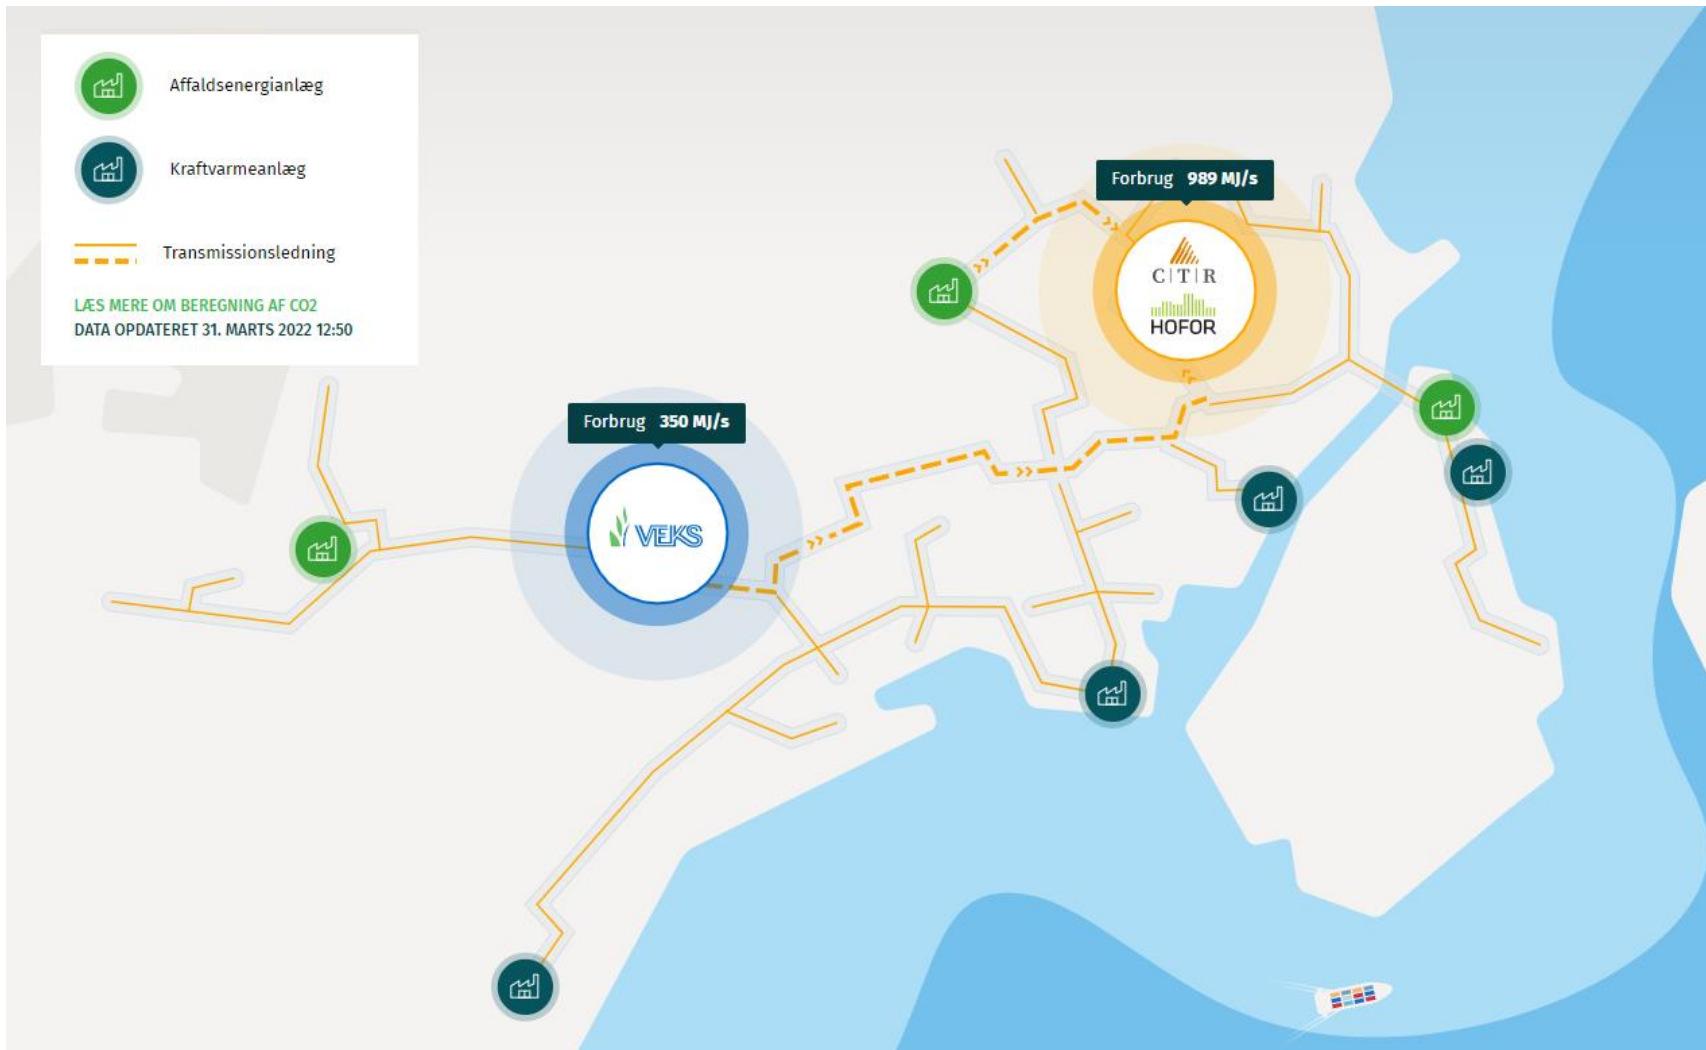 Affaldsenergianlæg
Kraftvarmeanlæg
Transmissionsledning
LÆS MERE OM BEREGNING AF CO2
DATA OPDATERET 31. MARTS 2022 12:50
Forbrug 989 MJ/s
C|T|R
HOFOR
Forbrug 350 MJ/s
VEKS